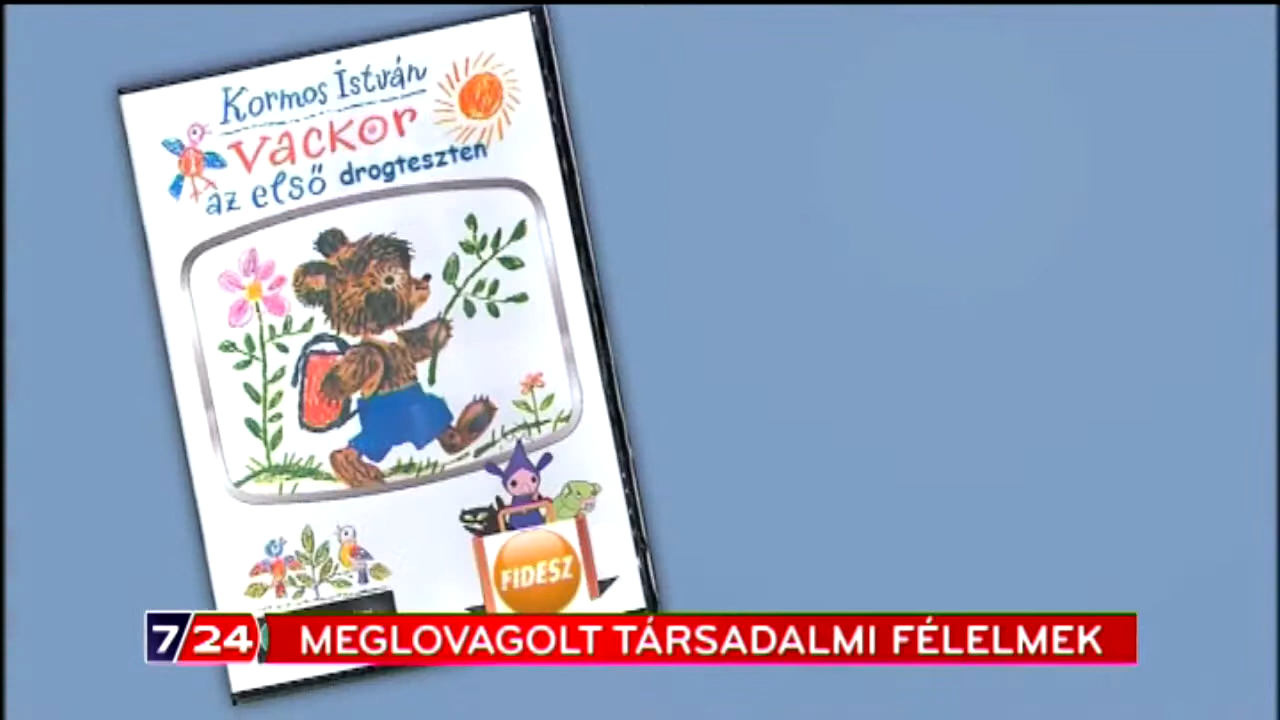 Kormos István
Vackor
az első drogteszten
FIDESZ
7/24 MEGLOVAGOLT TÁRSADALMI FÉLELMEK